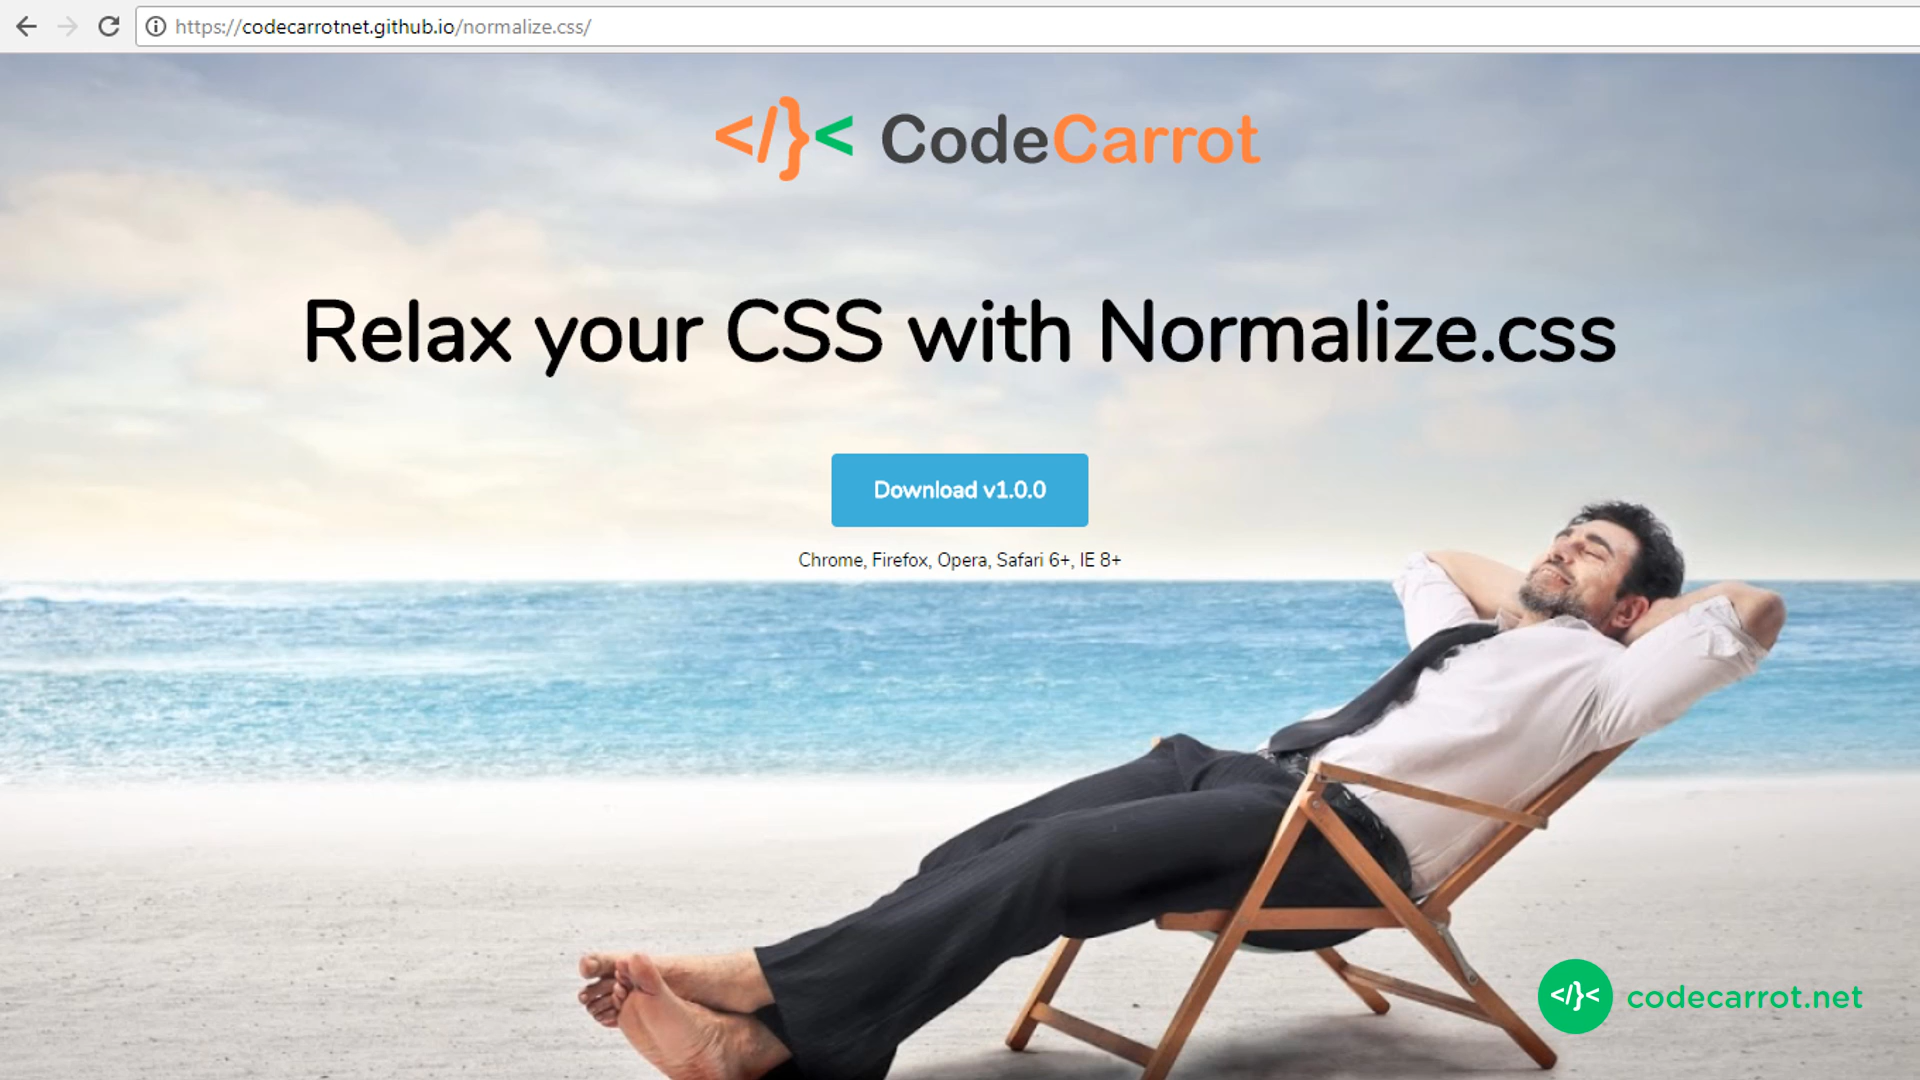 https://codecarrotnet.github.io/normalize.css/
</}< CodeCarrot
Relax your CSS with Normalize.css
Download v1.0.0
Chrome, Firefox, Opera, Safari 6+, IE 8+
</}< codecarrot.net